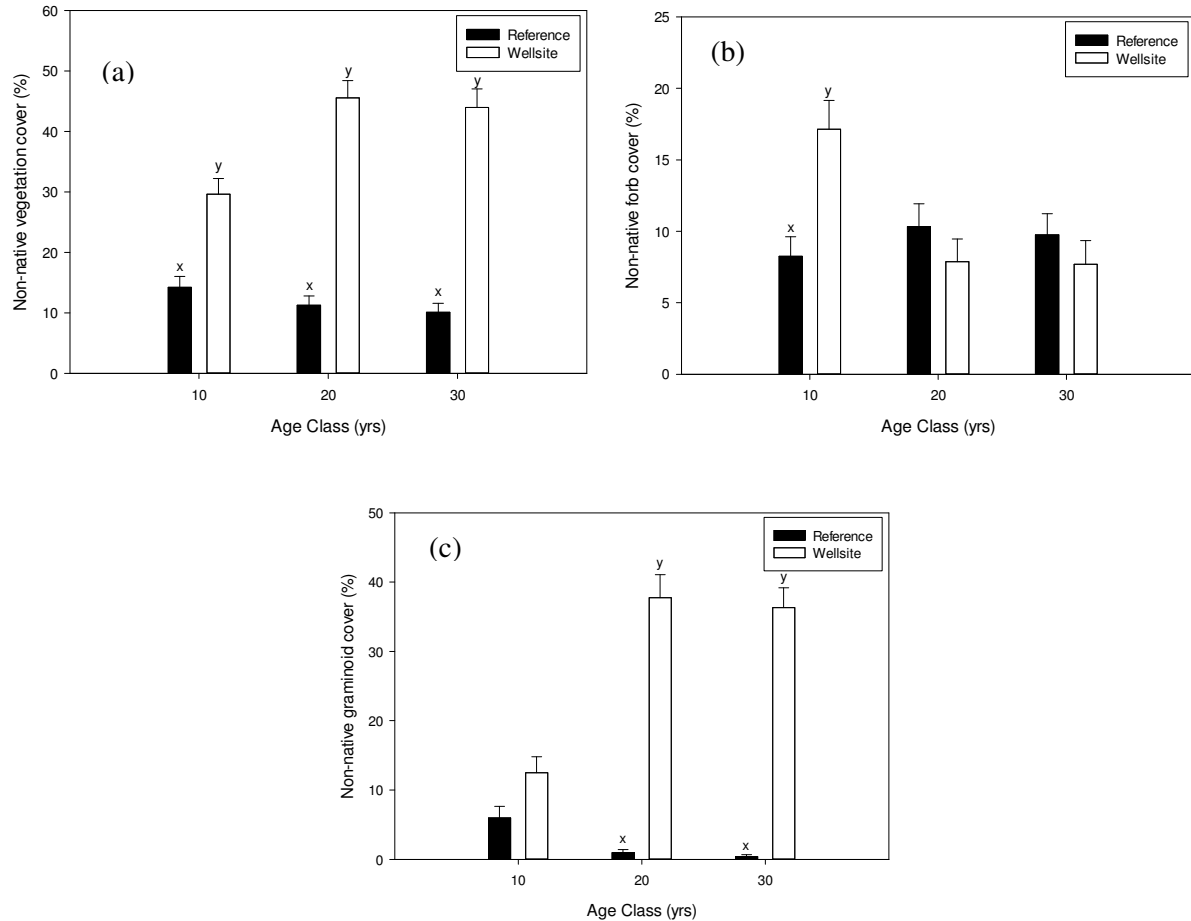 (a)
Non-native vegetation cover (%)
60
50
40
30
20
10
0
Reference
Wellsite
x
y
x
y
x
y
10 20 30
Age Class (yrs)
(b)
Non-native forb cover (%)
25
20
15
10
5
0
Reference
Wellsite
x
y
10 20 30
Age Class (yrs)
(c)
Non-native graminoid cover (%)
50
40
30
20
10
0
Reference
Wellsite
x
y
x
y
10 20 30
Age Class (yrs)